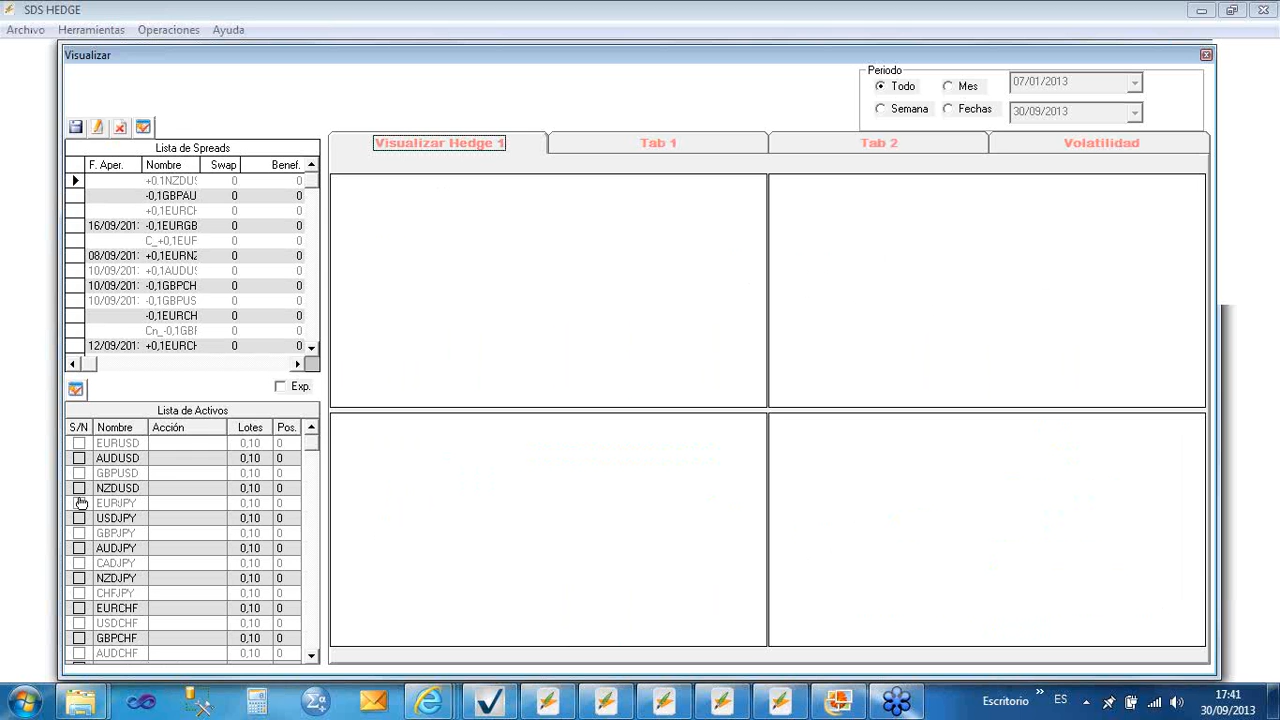 SDS HEDGE
Archivo Herramientas Operaciones Ayuda
Visualizar
Periodo
Todo Mes 07/01/2013
Semana Fechas 30/09/2013
Lista de Spreads
F. Aper. Nombre Swap Benef.
+0.1NZDUS 0 0
-0,1GBPAU 0 0
+0,1EURCH 0 0
16/09/201: -0,1EURGB 0 0
C_+0,1EUF 0 0
08/09/201: +0,1EURNZ 0 0
10/09/201: +0,1AUDUS 0 0
10/09/201: -0,1GBPCH 0 0
10/09/201: -0,1GBPUS 0 0
-0,1EURCH 0 0
Cn_-0,1GBF 0 0
12/09/201: +0,1EURCH 0 0
Exp.
Lista de Activos
S/N Nombre Acción Lotes Pos.
EURUSD 0,10 0
AUDUSD 0,10 0
GBPUSD 0,10 0
NZDUSD 0,10 0
EURJPY 0,10 0
USDJPY 0,10 0
GBPJPY 0,10 0
AUDJPY 0,10 0
CADJPY 0,10 0
NZDJPY 0,10 0
CHFJPY 0,10 0
EURCHF 0,10 0
USDCHF 0,10 0
GBPCHF 0,10 0
AUDCHF 0,10 0
Visualizar Hedge 1 Tab 1 Tab 2 Volatilidad
Escritorio » ES 17:41
30/09/2013